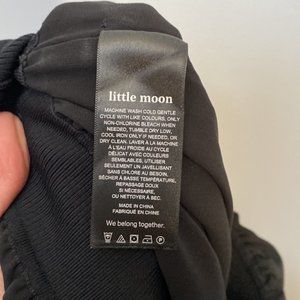 little moon
MACHINE WASH COLD GENTLE
CYCLE WITH LIKE COLOURS, ONLY
NON-CHLORINE BLEACH WHEN
NEEDED, TUMBLE DRY LOW,
COOL IRON ONLY IF NEEDED, OR
DRY CLEAN. LAVER À LA MACHINE
À L'EAU FROIDE AU CYCLE
DÉLICAT AVEC COULEURS
SEMBLABLES, UTILISER
SEULEMENT UN JAVELLISANT
SANS CHLORE AU BESOIN,
SÉCHER À BASSE TEMPÉRATURE,
REPASSAGE DOUX
SI NÉCESSAIRE,
OU NETTOYER À SEC.
MADE IN CHINA
FABRIQUÉ EN CHINE
We belong together.